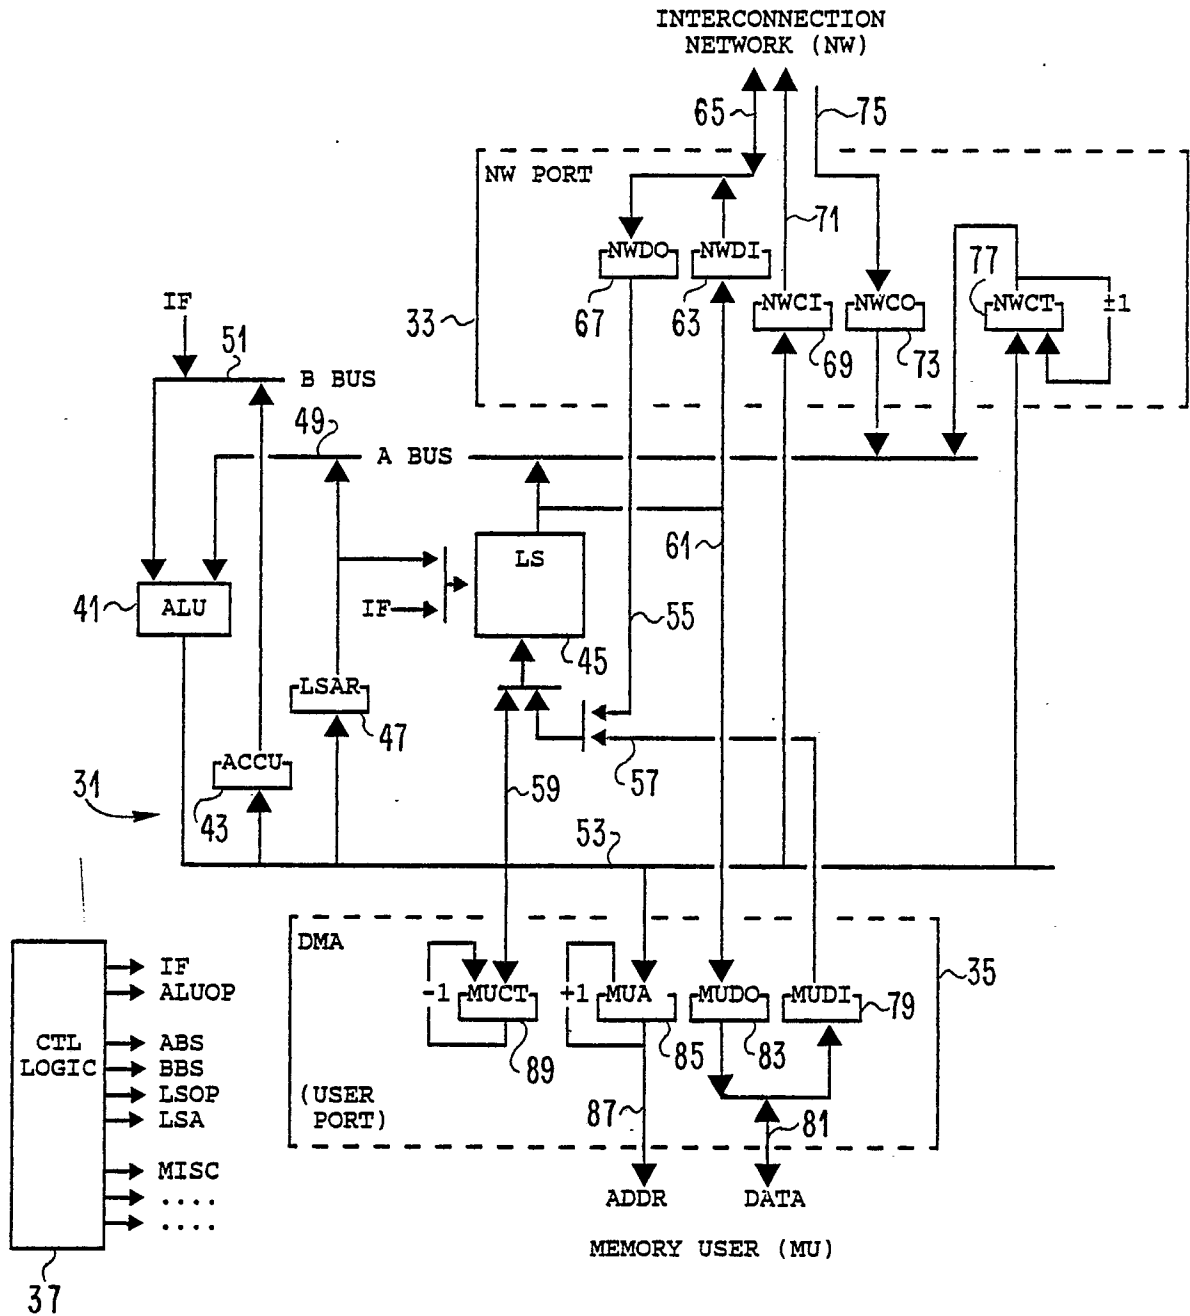 INTERCONNECTION
NETWORK (NW)
65
75
NW PORT
71
NWDO
NWDI
77
IF
NWCI
NWCO
NWCT
±1
33
67
63
51
69
73
B BUS
49
A BUS
LS
61
41
ALU
IF
55
45
LSAR
47
57
ACCU
59
31
43
53
DMA
35
IF
-1
MUCT
+1
MUA
MUDO
MUDI
79
ALUOP
CTL
LOGIC
ABS
89
85
83
BBS
(USER
PORT)
LSOP
87
81
LSA
MISC
....
....
ADDR
DATA
MEMORY USER (MU)
37